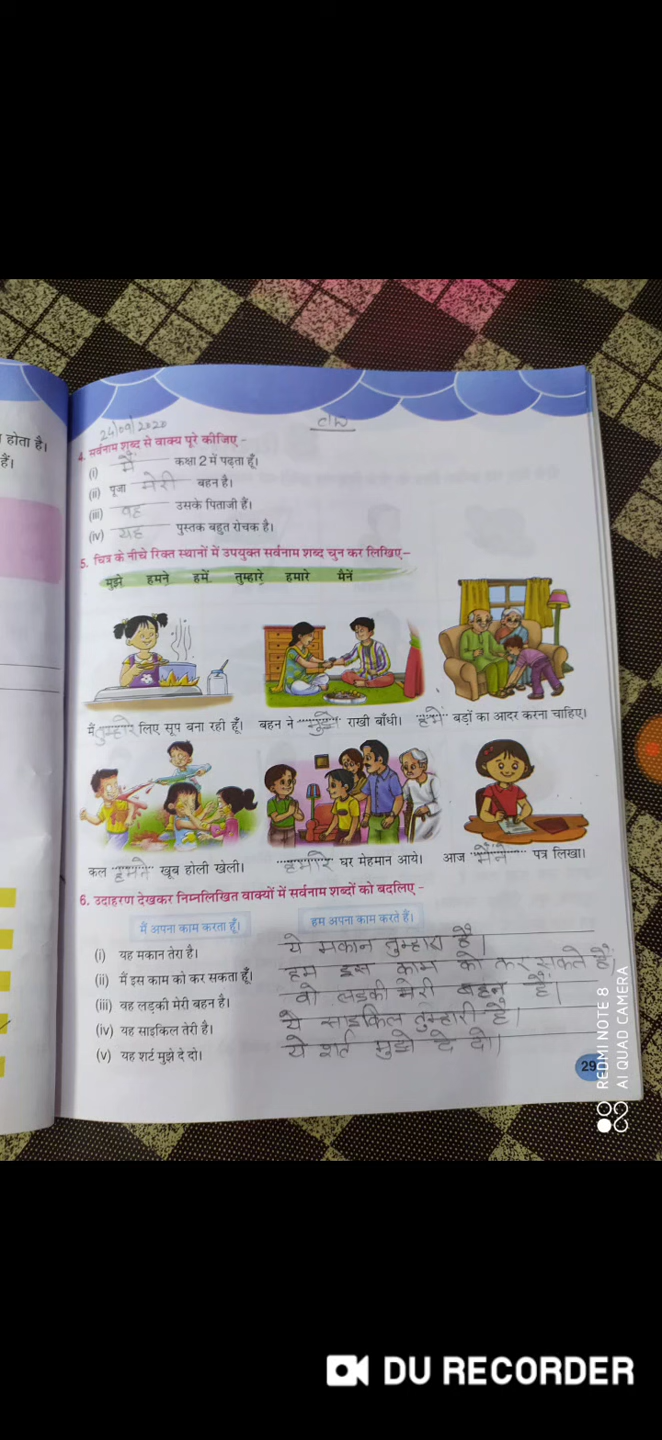 होता है।
हैं।
24/09/2020
C/W
4. सर्वनाम शब्द से वाक्य पूरे कीजिए -
(i) मैं कक्षा 2 में पढ़ता हूँ।
(ii) पूजा मेरी बहन है।
(iii) वह उसके पिताजी हैं।
(iv) यह पुस्तक बहुत रोचक है।
5. चित्र के नीचे रिक्त स्थानों में उपयुक्त सर्वनाम शब्द चुन कर लिखिए–
मुझे हमने हमें तुम्हारे हमारे मैनें
मैं तुम्हारे लिए सूप बना रही हूँ। बहन ने मुझे राखी बाँधी। हमें बड़ों का आदर करना चाहिए।
कल हमने खूब होली खेली। हमारे घर मेहमान आये। आज मैंने पत्र लिखा।
6. उदाहरण देखकर निम्नलिखित वाक्यों में सर्वनाम शब्दों को बदलिए -
मैं अपना काम करता हूँ। हम अपना काम करते हैं।
(i) यह मकान तेरा है। ये मकान तुम्हारा है।
(ii) मैं इस काम को कर सकता हूँ। हम इस काम को कर सकते हैं।
(iii) वह लड़की मेरी बहन है। वो लड़की मेरी बहन है।
(iv) यह साइकिल तेरी है। ये साइकिल तुम्हारी है।
(v) यह शर्ट मुझे दे दो। ये शर्ट मुझे दे दो।
29
REDMI NOTE 8
AI QUAD CAMERA
DU RECORDER